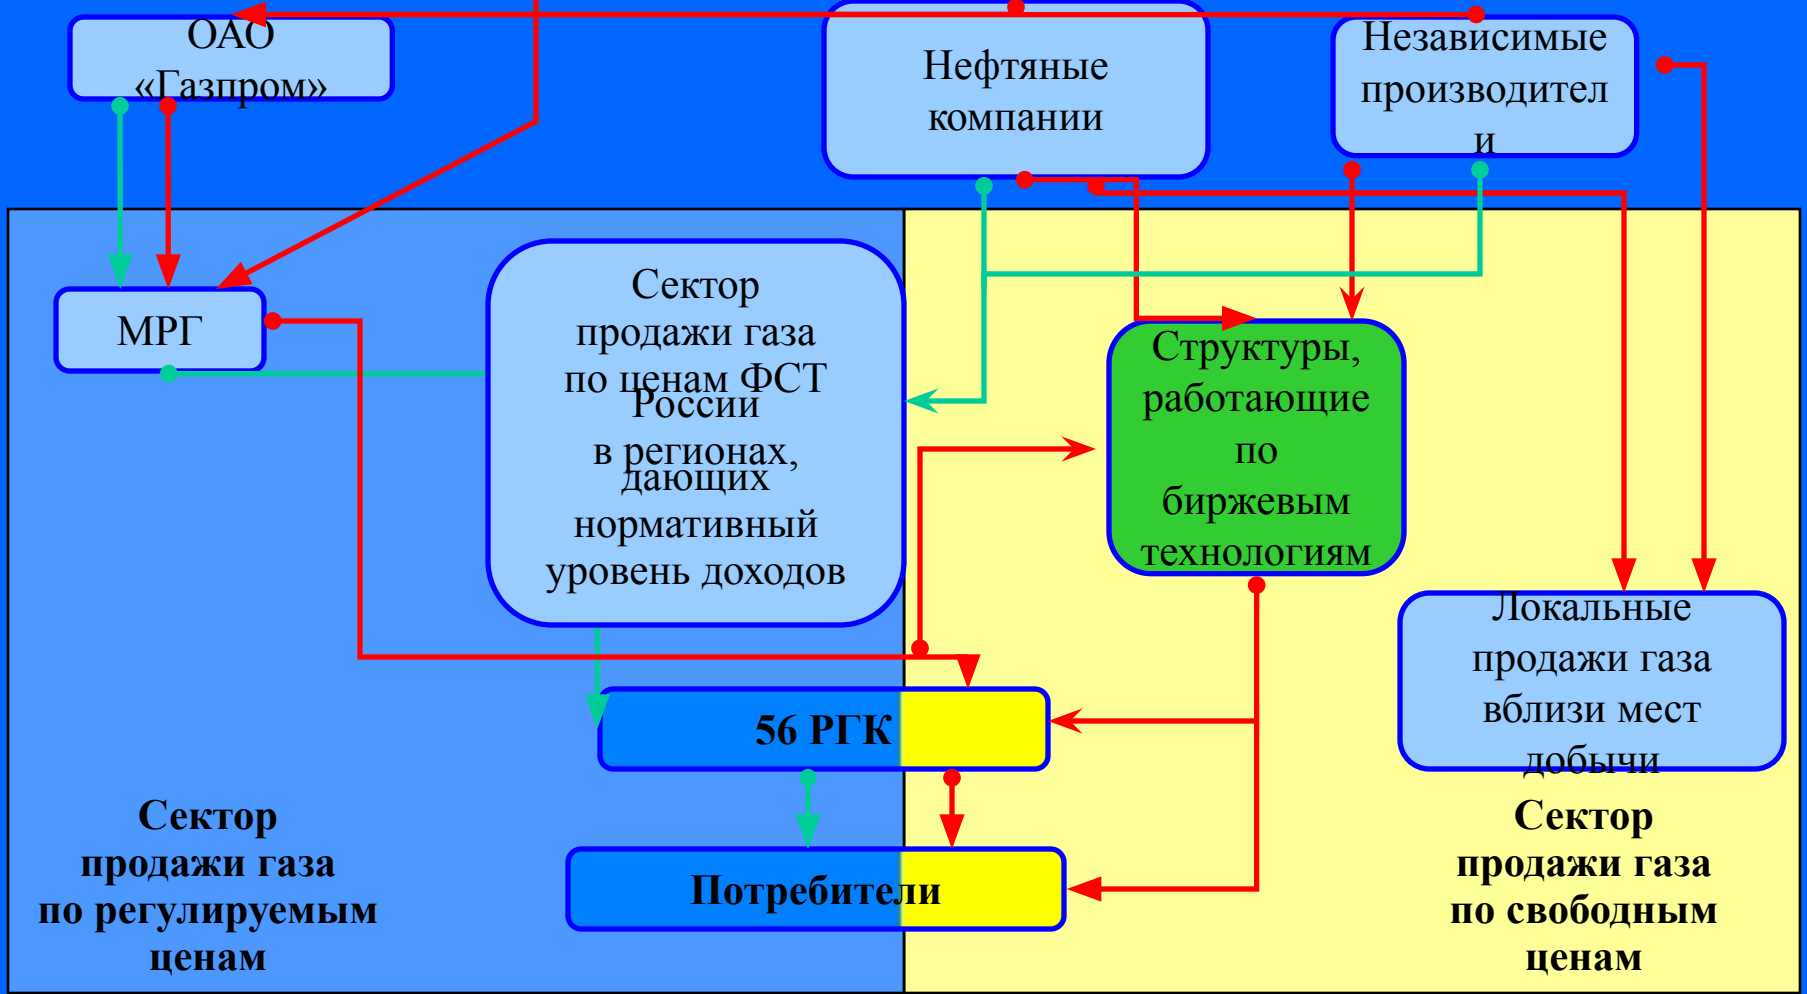 ОАО
«Газпром»
Нефтяные
компании
Независимые
производител
и
МРГ
Сектор
продажи газа
по ценам ФСТ
России
в регионах,
дающих
нормативный
уровень доходов
Структуры,
работающие
по
биржевым
технологиям
Локальные
продажи газа
вблизи мест
добычи
56 РГК
Потребители
Сектор
продажи газа
по регулируемым
ценам
Сектор
продажи газа
по свободным
ценам